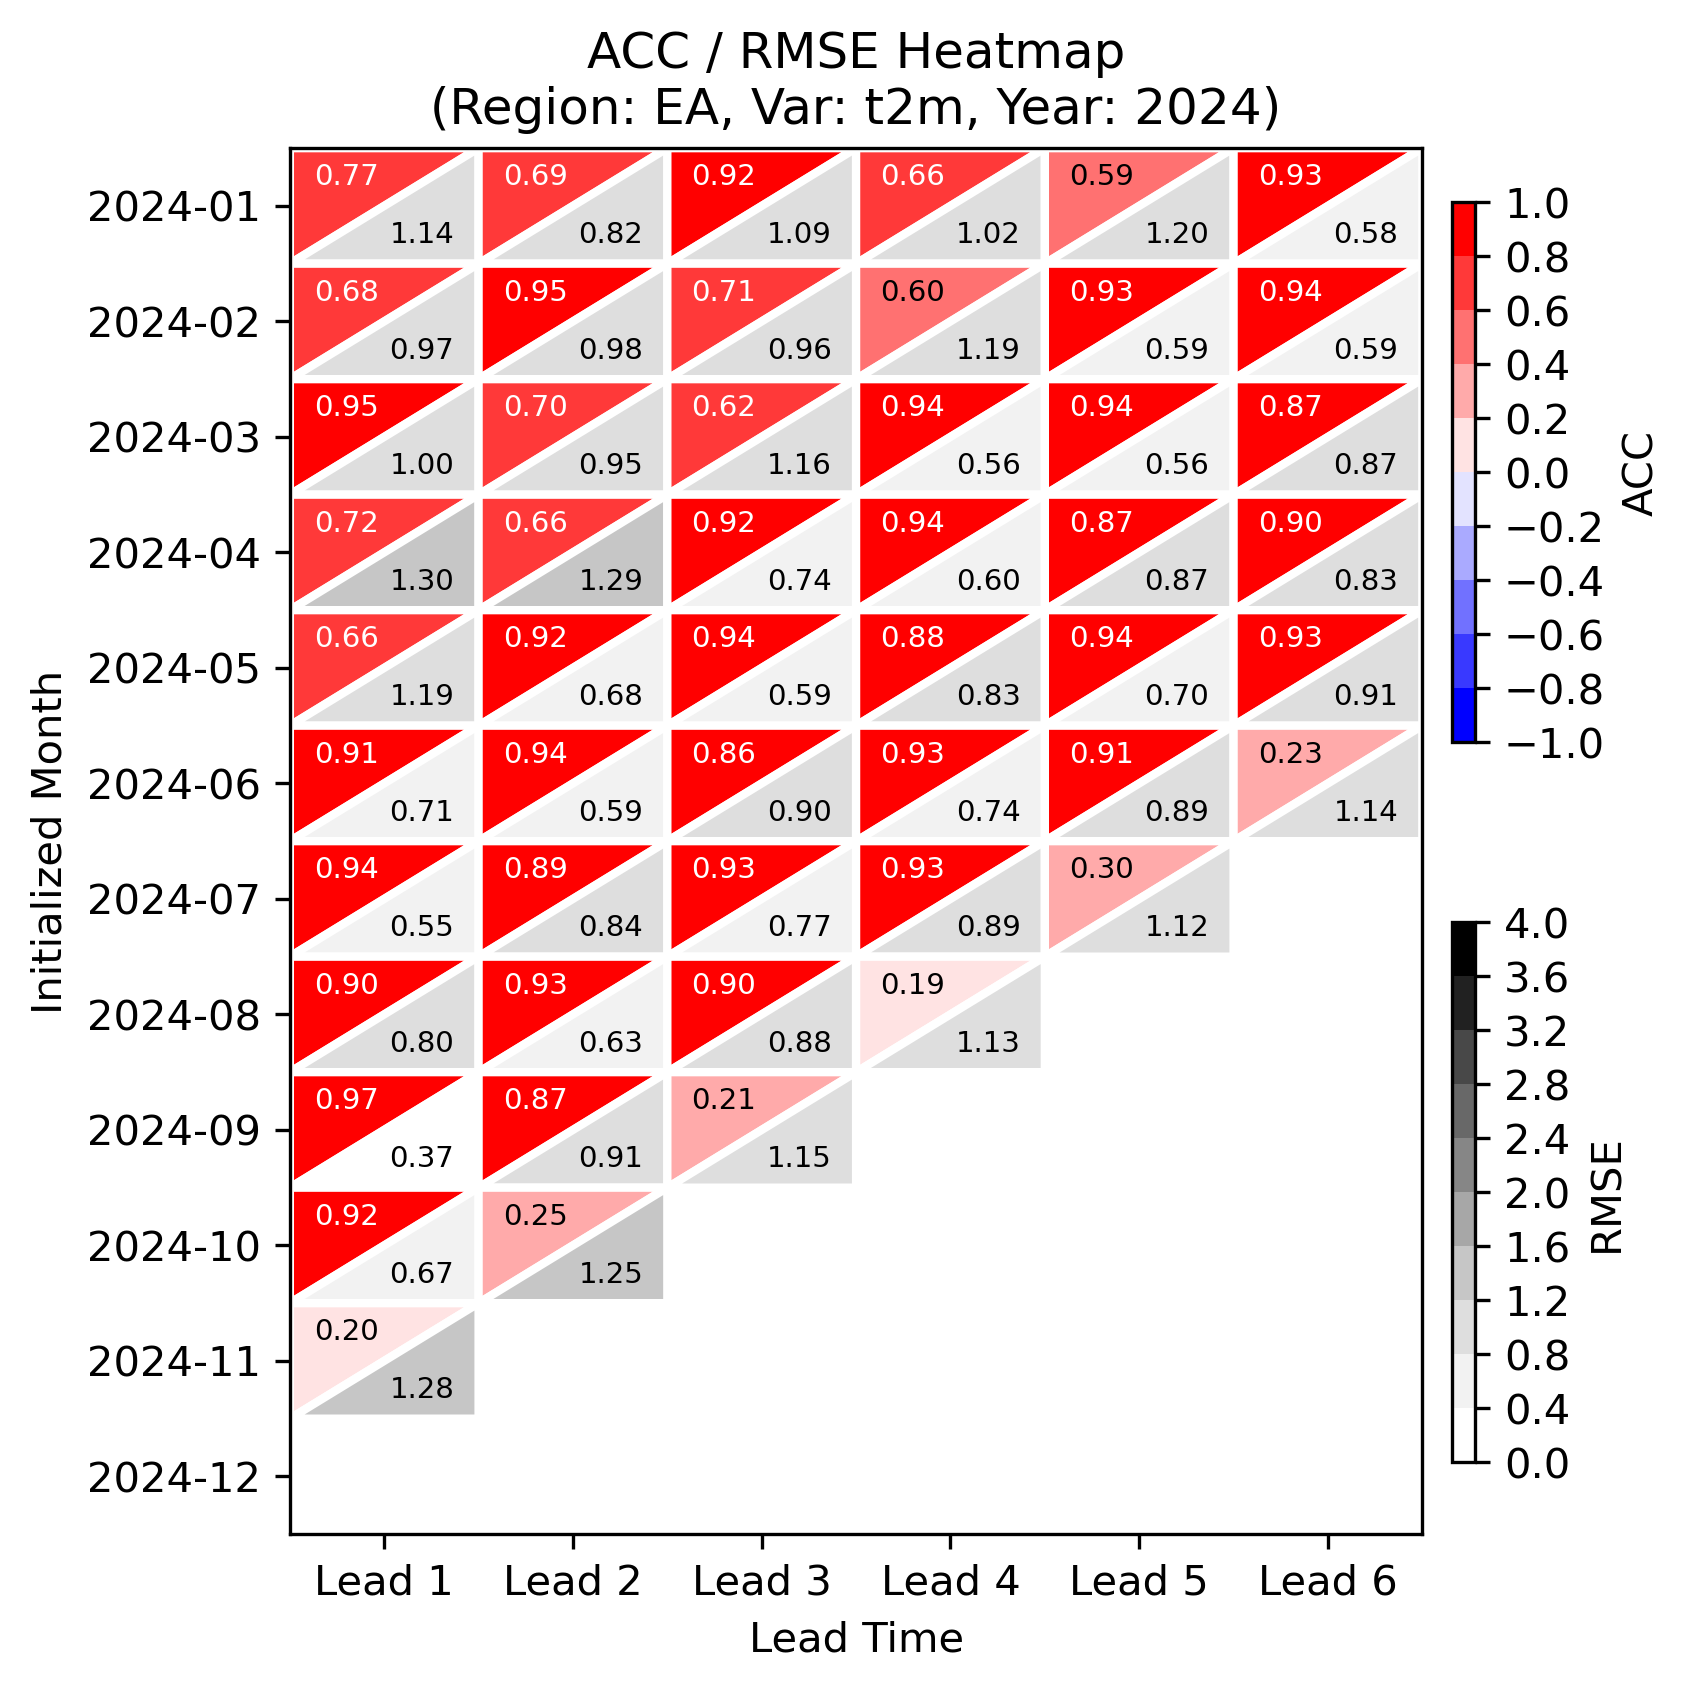 ACC / RMSE Heatmap
(Region: EA, Var: t2m, Year: 2024)
Initialized Month
2024-01
0.77 0.69 0.92 0.66 0.59 0.93
1.14 0.82 1.09 1.02 1.20 0.58
2024-02
0.68 0.95 0.71 0.60 0.93 0.94
0.97 0.98 0.96 1.19 0.59 0.59
2024-03
0.95 0.70 0.62 0.94 0.94 0.87
1.00 0.95 1.16 0.56 0.56 0.87
2024-04
0.72 0.66 0.92 0.94 0.87 0.90
1.30 1.29 0.74 0.60 0.87 0.83
2024-05
0.66 0.92 0.94 0.88 0.94 0.93
1.19 0.68 0.59 0.83 0.70 0.91
2024-06
0.91 0.94 0.86 0.93 0.91 0.23
0.71 0.59 0.90 0.74 0.89 1.14
2024-07
0.94 0.89 0.93 0.93 0.30
0.55 0.84 0.77 0.89 1.12
2024-08
0.90 0.93 0.90 0.19
0.80 0.63 0.88 1.13
2024-09
0.97 0.87 0.21
0.37 0.91 1.15
2024-10
0.92 0.25
0.67 1.25
2024-11
0.20
1.28
2024-12
Lead 1 Lead 2 Lead 3 Lead 4 Lead 5 Lead 6
Lead Time
1.0
0.8
0.6
0.4
0.2
0.0
−0.2
−0.4
−0.6
−0.8
−1.0
ACC
4.0
3.6
3.2
2.8
2.4
2.0
1.6
1.2
0.8
0.4
0.0
RMSE